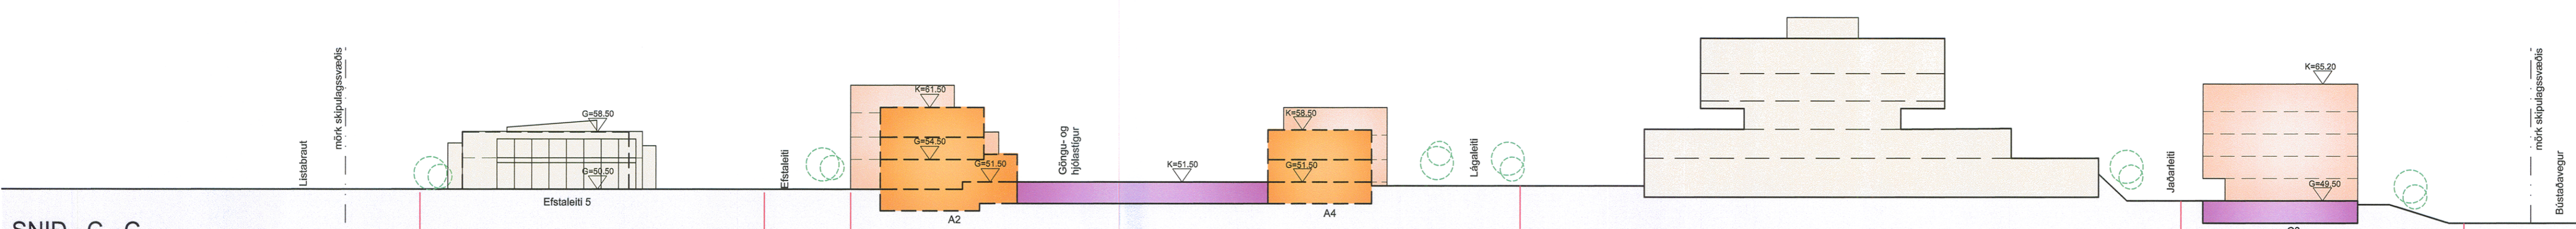 Listabraut
mörk skipulagssvæðis
G=58.50
G=50.50
Efstaleiti 5
Efstaleiti
K=61.50
G=54.50
G=51.50
A2
Göngu- og
hjólastígur
K=51.50
K=58.50
G=51.50
A4
Lágaleiti
Jaðarleiti
K=65.20
G=49.50
mörk skipulagssvæðis
Bústaðavegur